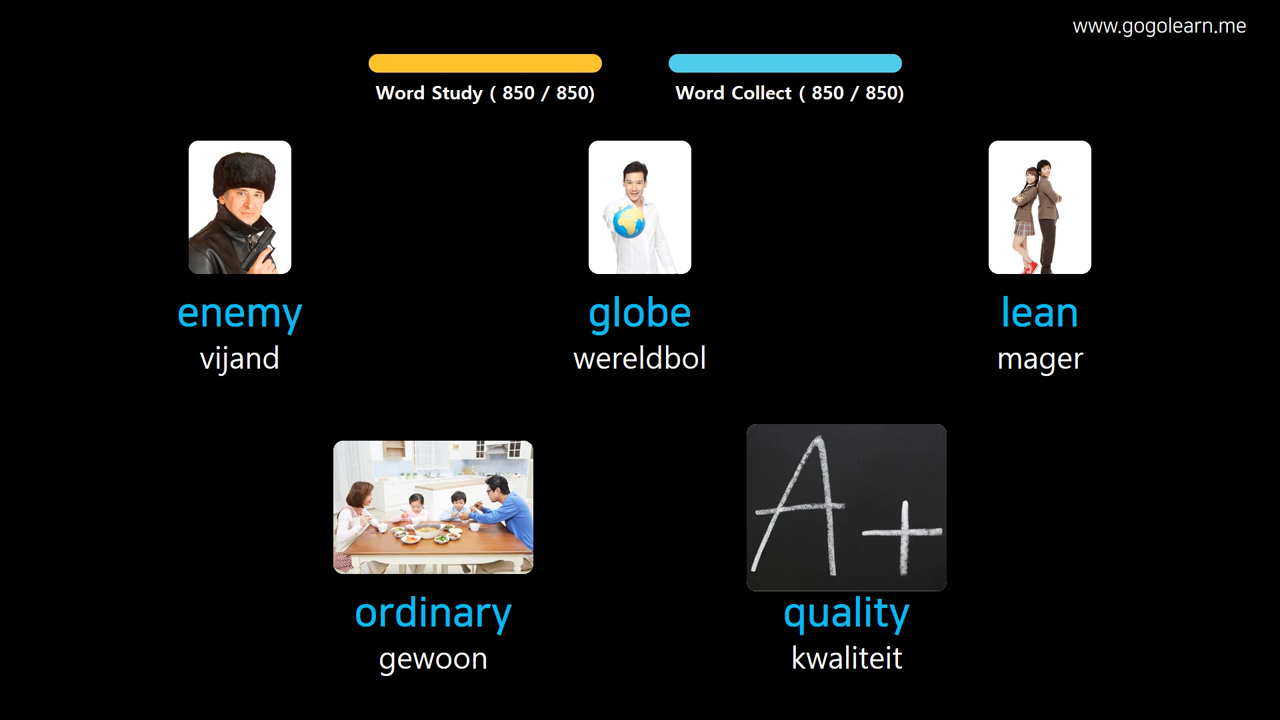 www.gogolearn.me
Word Study ( 850 / 850)
Word Collect ( 850 / 850)
enemy
vijand
globe
wereldbol
lean
mager
A+
ordinary
gewoon
quality
kwaliteit